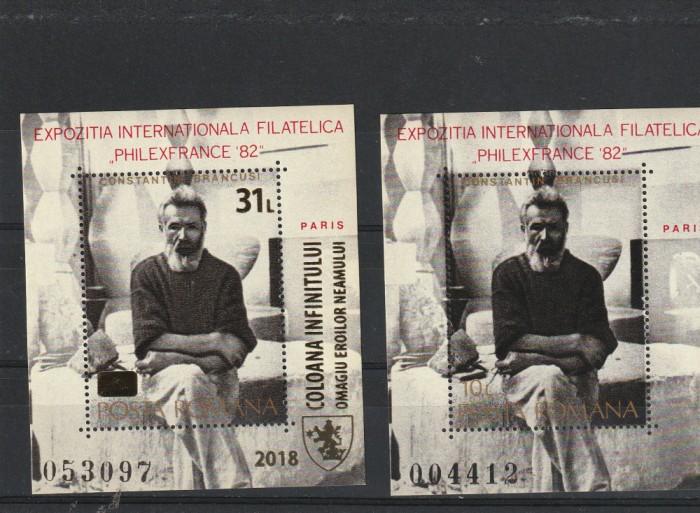 EXPOZITIA INTERNATIONALA FILATELICA
„PHILEXFRANCE '82"
CONSTANTIN BRANCUSI
31L
PARIS
COLOANA INFINITULUI
OMAGIU EROILOR NEAMULUI
POSTA ROMANA
2018
053097
EXPOZITIA INTERNATIONALA FILATELICA
„PHILEXFRANCE '82"
CONSTANTIN BRANCUSI
PARIS
10L
POSTA ROMANA
004412